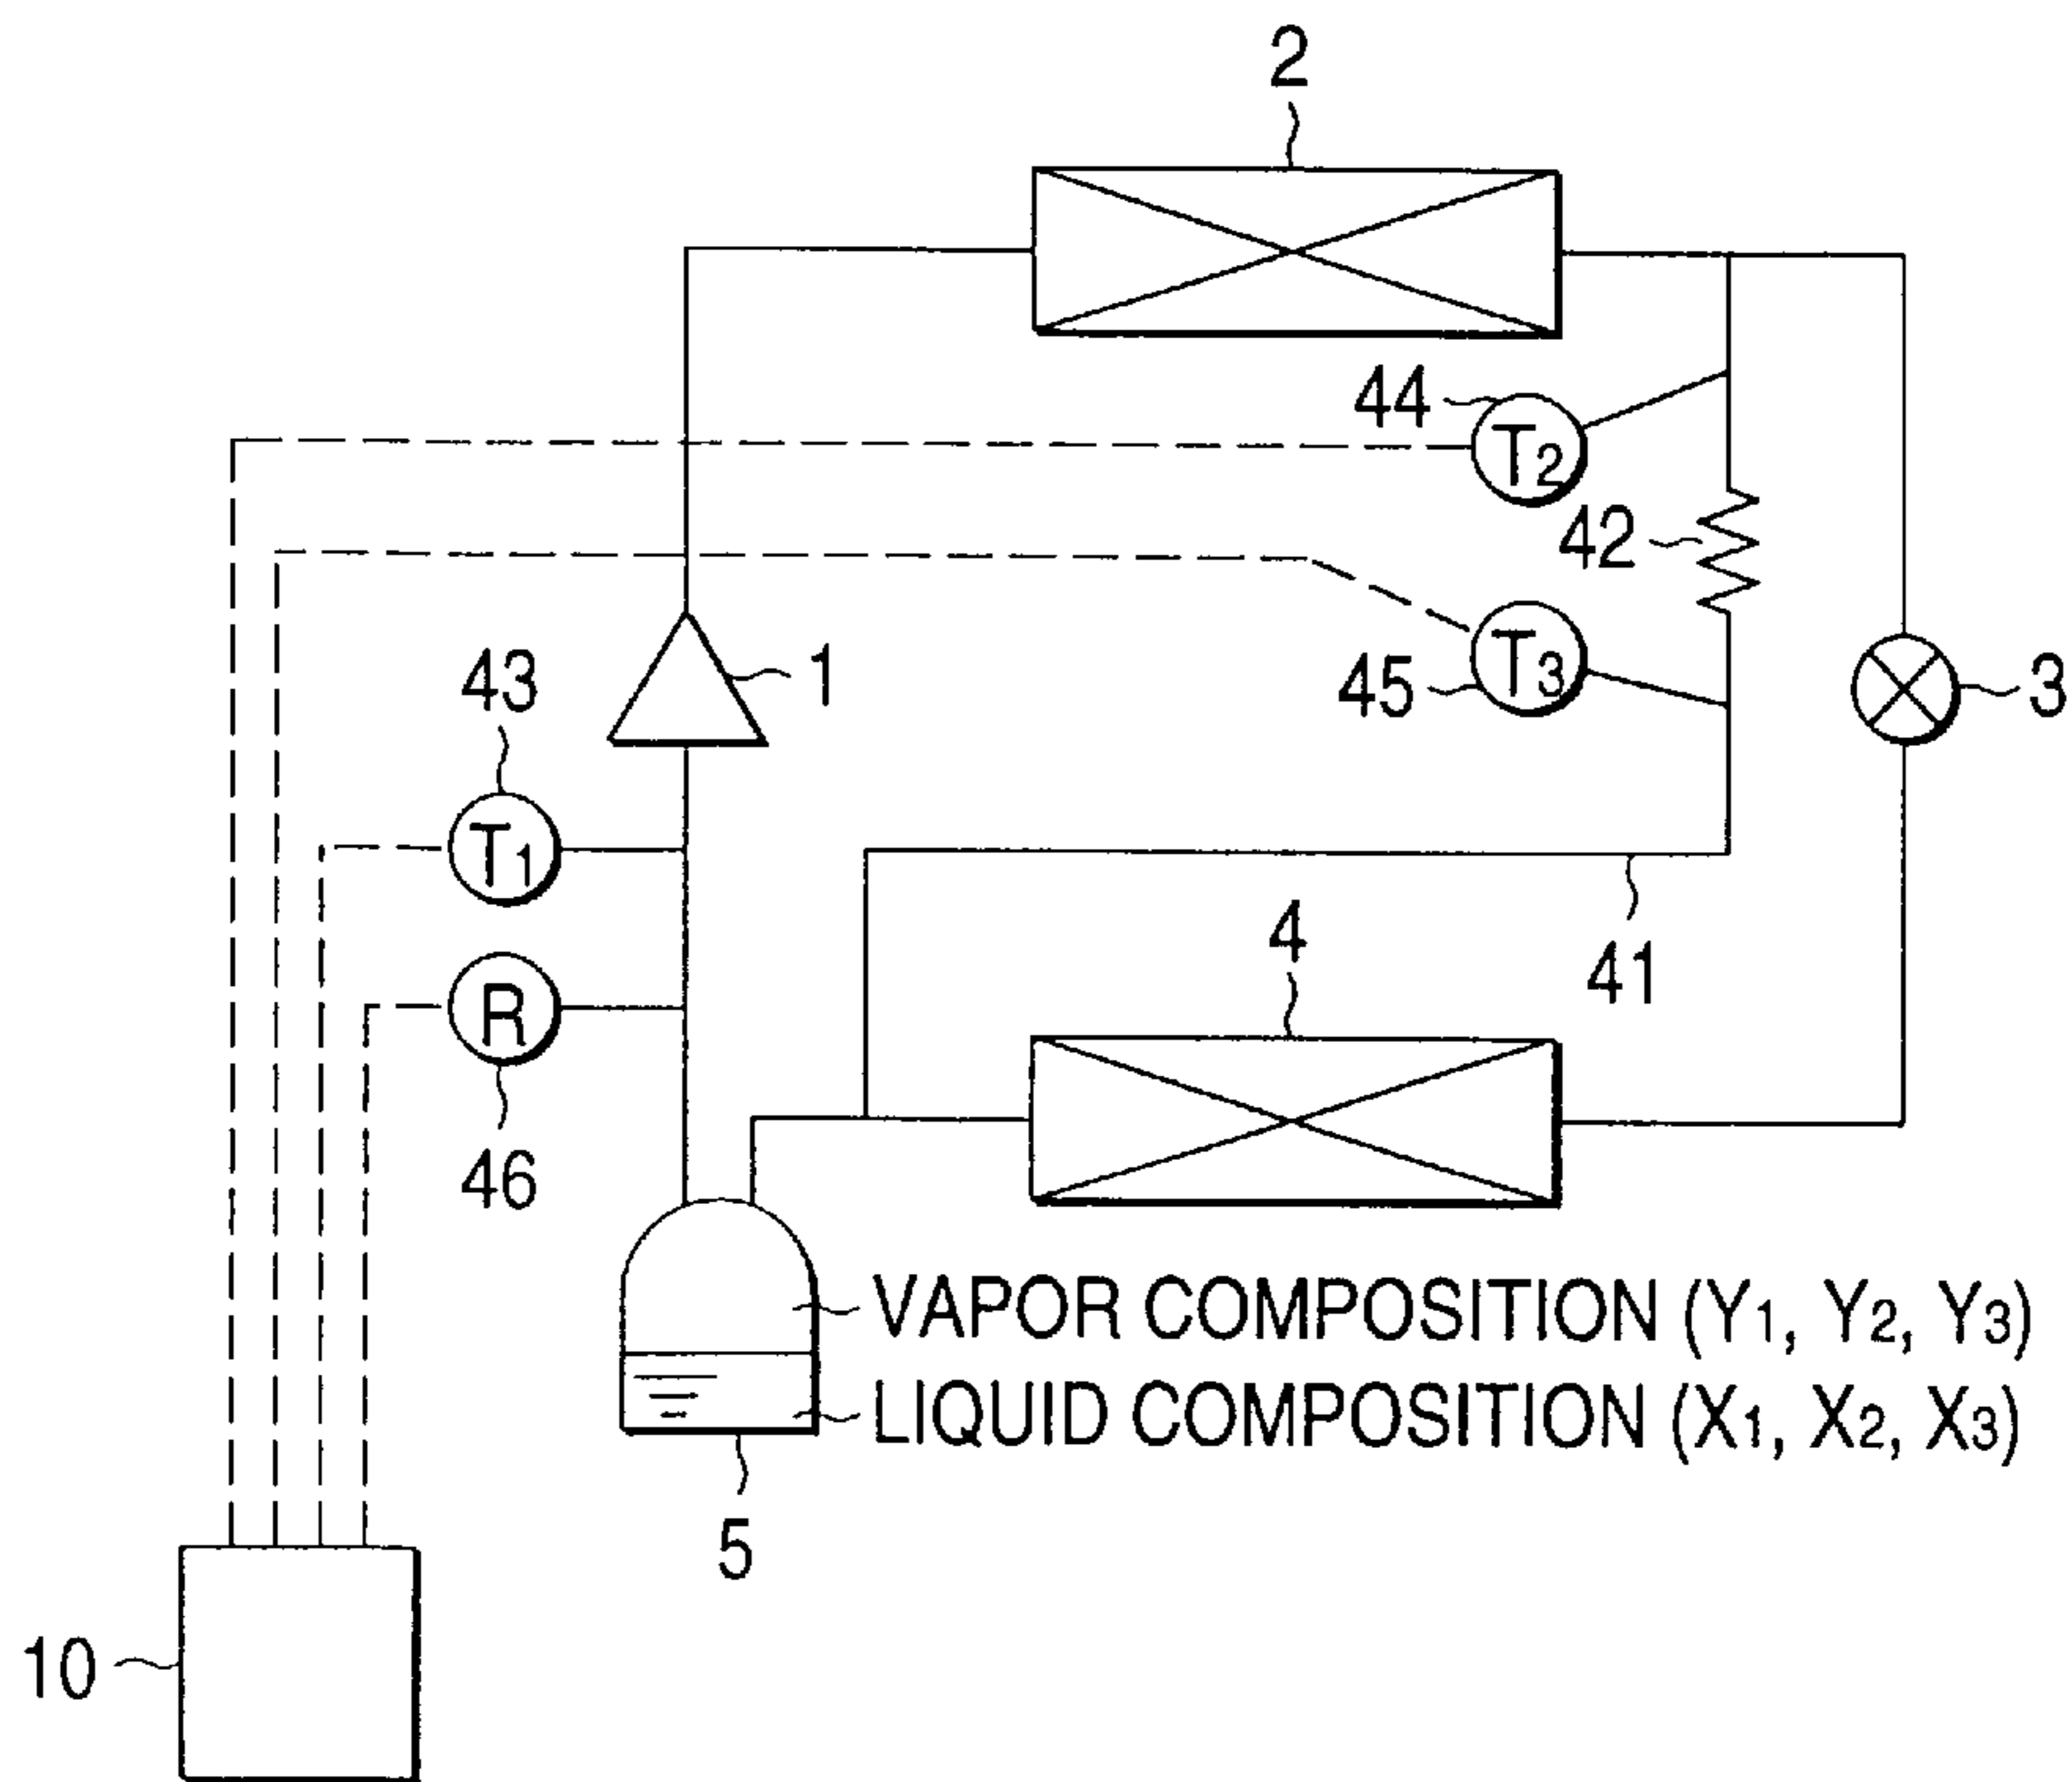 2
44
T2
42
43
1
T3
45
3
T1
4
41
R
46
VAPOR COMPOSITION (Y1, Y2, Y3)
LIQUID COMPOSITION (X1, X2, X3)
5
10